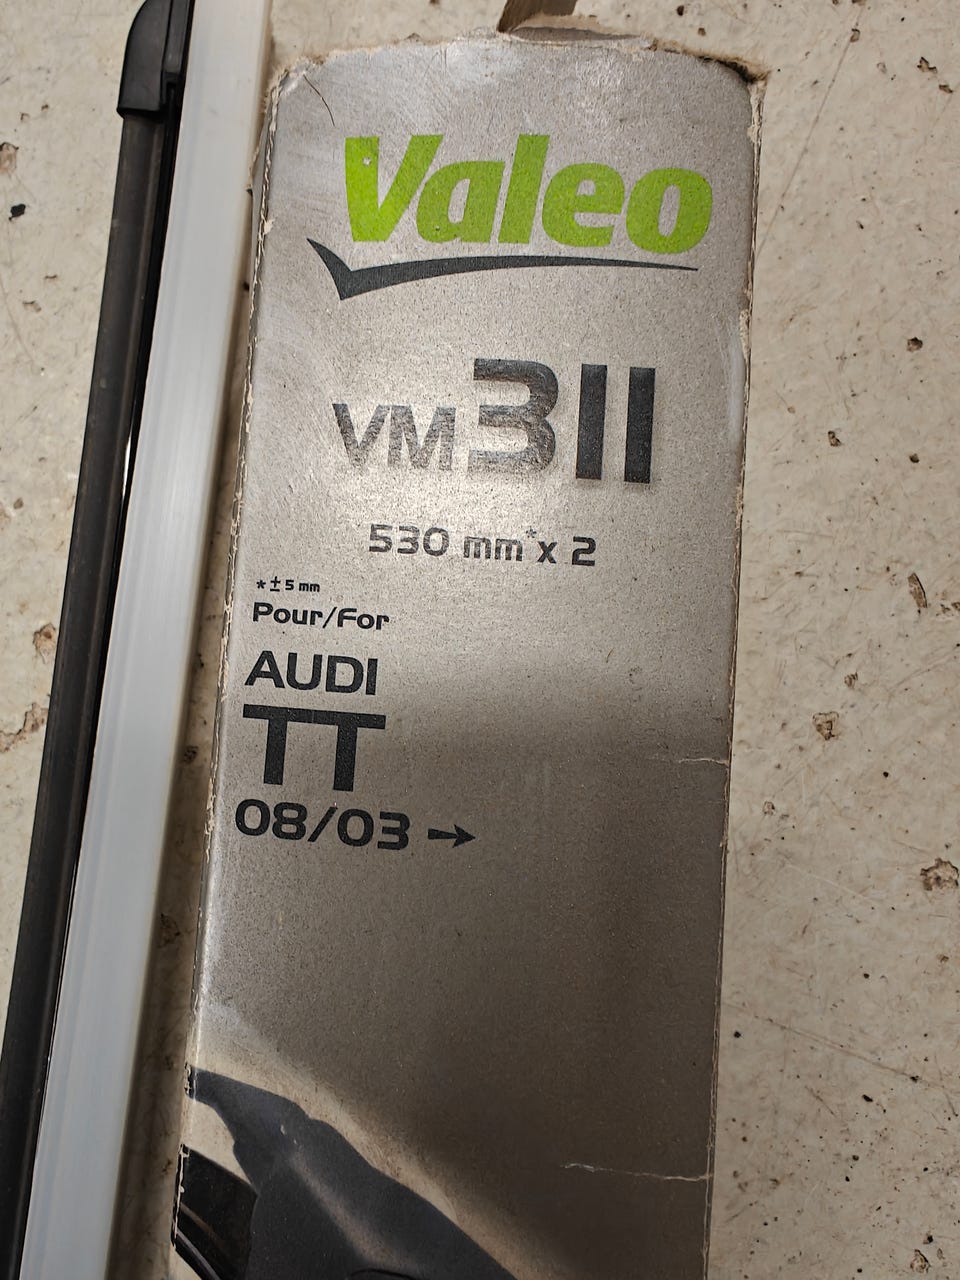 Valeo
VM311
530 mm* x 2
* ± 5 mm
Pour/For
AUDI
TT
08/03 →